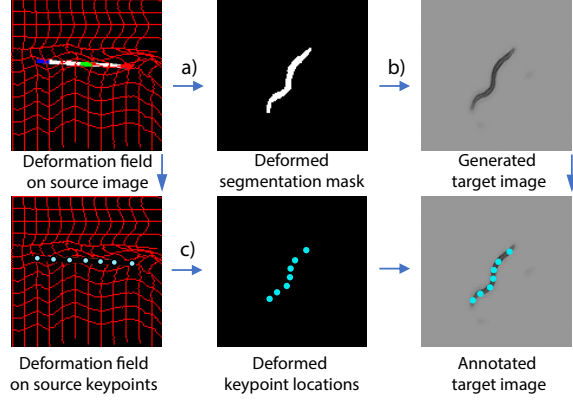 a)
b)
Deformation field
on source image
Deformed
segmentation mask
Generated
target image
c)
Deformation field
on source keypoints
Deformed
keypoint locations
Annotated
target image